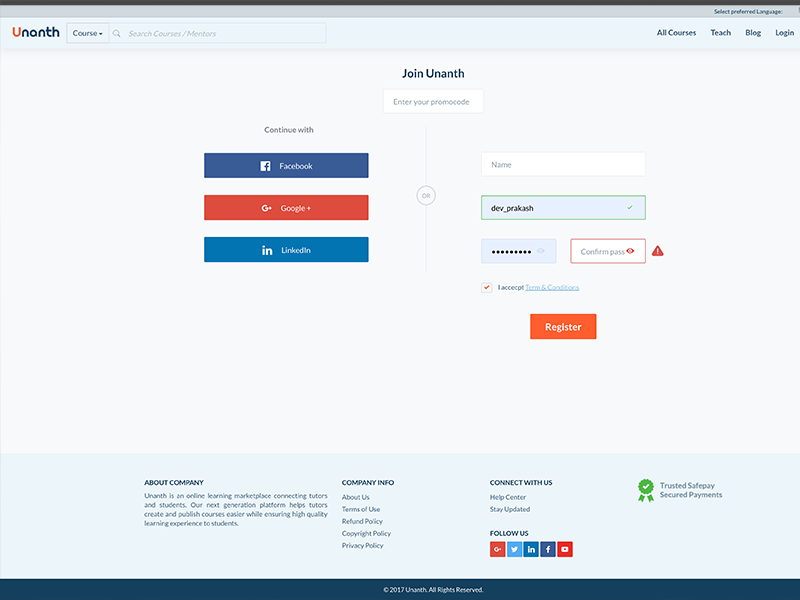 Select preferred Language:
Unanth
Course
Search Courses / Mentors
All Courses
Teach
Blog
Login
Join Unanth
Enter your promocode
Continue with
Facebook
Google +
LinkedIn
OR
Name
dev_prakash
Confirm pass
I accecpt Term & Conditions
Register
ABOUT COMPANY
Unanth is an online learning marketplace connecting tutors
and students. Our next generation platform helps tutors
create and publish courses easier while ensuring high quality
learning experience to students.
COMPANY INFO
About Us
Terms of Use
Refund Policy
Copyright Policy
Privacy Policy
CONNECT WITH US
Help Center
Stay Updated
FOLLOW US
Trusted Safepay
Secured Payments
© 2017 Unanth. All Rights Reserved.